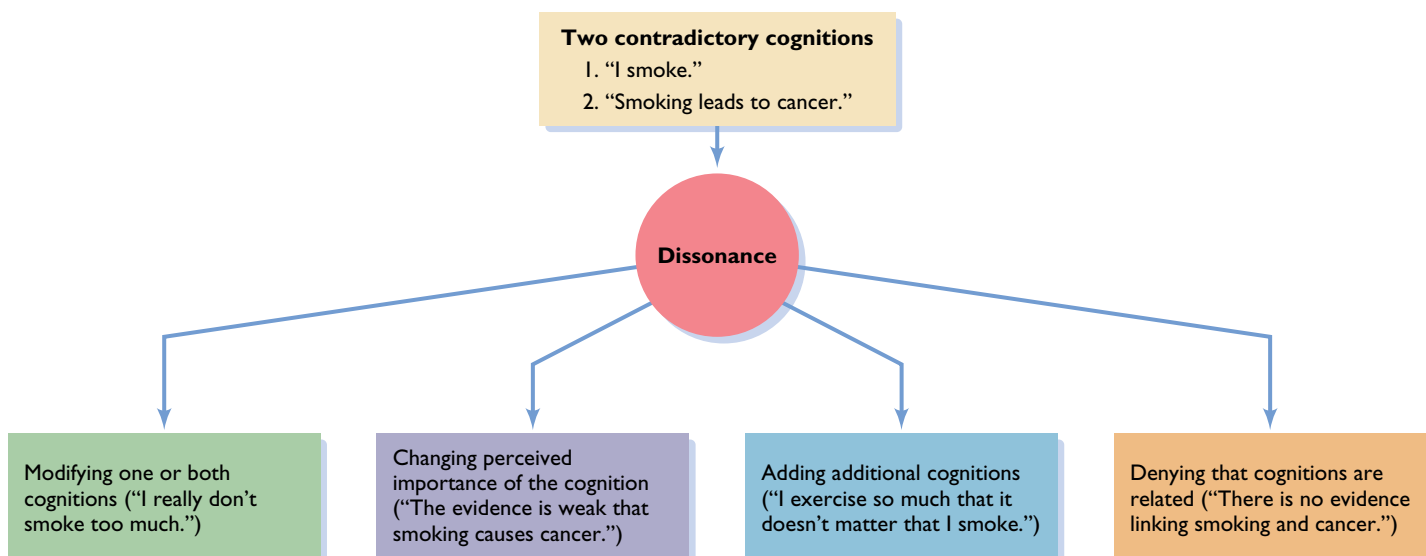 Two contradictory cognitions
1. “I smoke.”
2. “Smoking leads to cancer.”
Dissonance
Modifying one or both
cognitions (“I really don’t
smoke too much.”)
Changing perceived
importance of the cognition
(“The evidence is weak that
smoking causes cancer.”)
Adding additional cognitions
(“I exercise so much that it
doesn’t matter that I smoke.”)
Denying that cognitions are
related (“There is no evidence
linking smoking and cancer.”)